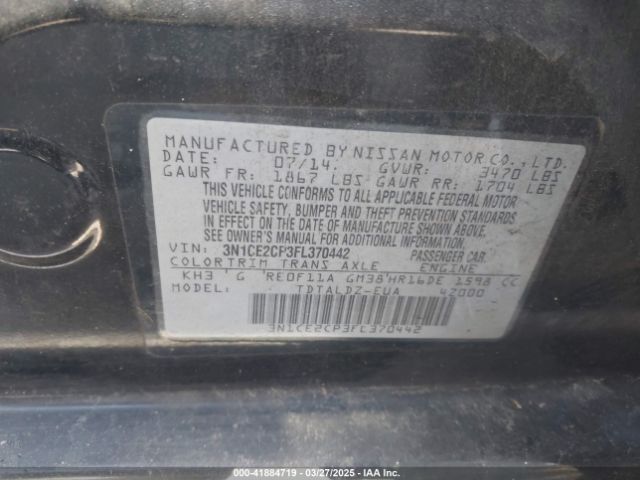 MANUFACTURED BY NISSAN MOTOR CO., LTD.
DATE: 07/14. GVWR: 3470 LBS
GAWR FR: 1867 LBS GAWR RR: 1704 LBS
THIS VEHICLE CONFORMS TO ALL APPLICABLE FEDERAL MOTOR
VEHICLE SAFETY, BUMPER AND THEFT PREVENTION STANDARDS
IN EFFECT ON THE DATE OF MANUFACTURE SHOWN ABOVE.
SEE OWNER'S MANUAL FOR ADDITIONAL INFORMATION.
VIN: 3N1CE2CP3FL370442 PASSENGER CAR.
COLOR TRIM TRANS AXLE ENGINE
KH3 ' G RE0F11A GM38'HR16DE 1598 CC
MODEL: TDTALDZ-EUA 42000
3N1CE2CP3FL370442
00-41884719 | 03/27/2025 | IAA Inc.